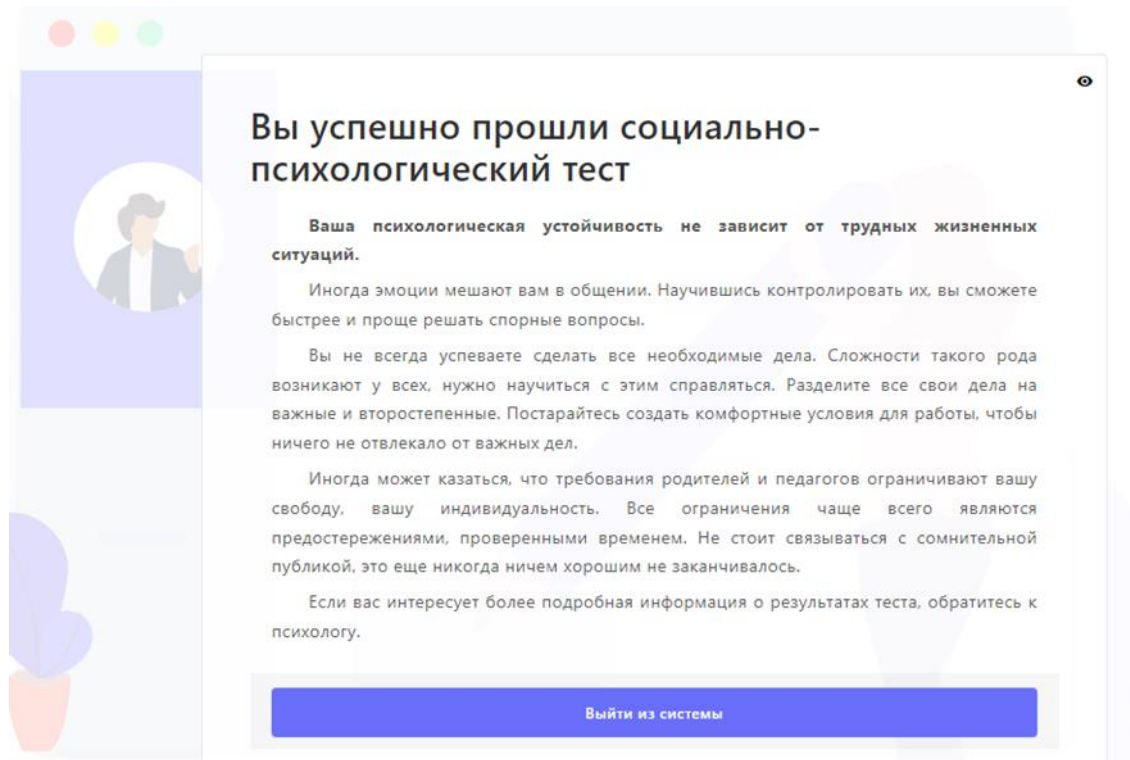 Вы успешно прошли социально-
психологический тест
Ваша психологическая устойчивость не зависит от трудных жизненных
ситуаций.
Иногда эмоции мешают вам в общении. Научившись контролировать их, вы сможете
быстрее и проще решать спорные вопросы.
Вы не всегда успеваете сделать все необходимые дела. Сложности такого рода
возникают у всех, нужно научиться с этим справляться. Разделите все свои дела на
важные и второстепенные. Постарайтесь создать комфортные условия для работы, чтобы
ничего не отвлекало от важных дел.
Иногда может казаться, что требования родителей и педагогов ограничивают вашу
свободу, вашу индивидуальность. Все ограничения чаще всего являются
предостережениями, проверенными временем. Не стоит связываться с сомнительной
публикой, это еще никогда ничем хорошим не заканчивалось.
Если вас интересует более подробная информация о результатах теста, обратитесь к
психологу.
Выйти из системы